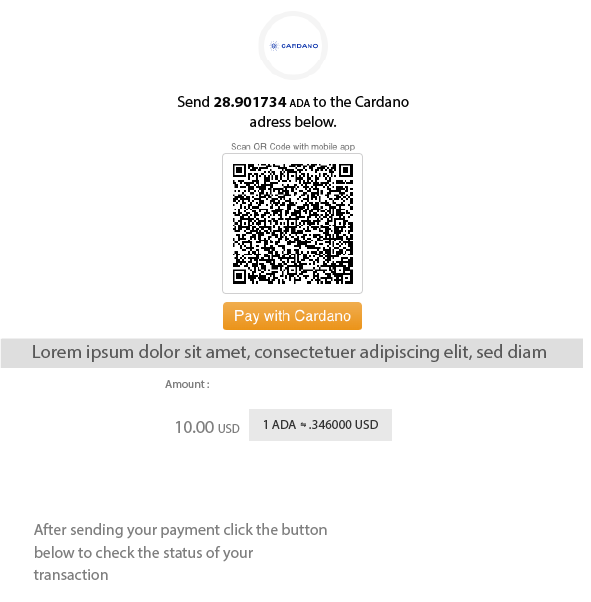 CARDANO
Send 28.901734 ADA to the Cardano
adress below.
Scan QR Code with mobile app
Pay with Cardano
Lorem ipsum dolor sit amet, consectetuer adipiscing elit, sed diam
Amount :
10.00 USD
1 ADA ≒ .346000 USD
After sending your payment click the button
below to check the status of your
transaction